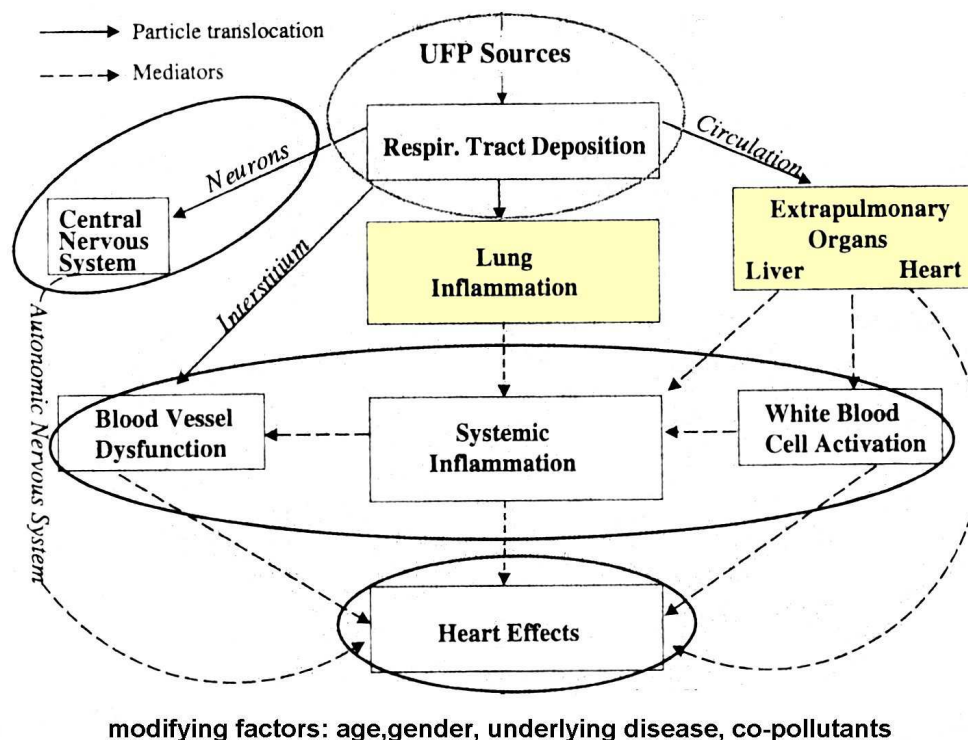 Particle translocation
Mediators
UFP Sources
Respir. Tract Deposition
Neurons
Circulation
Interstitium
Central
Nervous
System
Lung
Inflammation
Extrapulmonary
Organs
Liver Heart
Autonomic Nervous System
Blood Vessel
Dysfunction
Systemic
Inflammation
White Blood
Cell Activation
Heart Effects
modifying factors: age,gender, underlying disease, co-pollutants